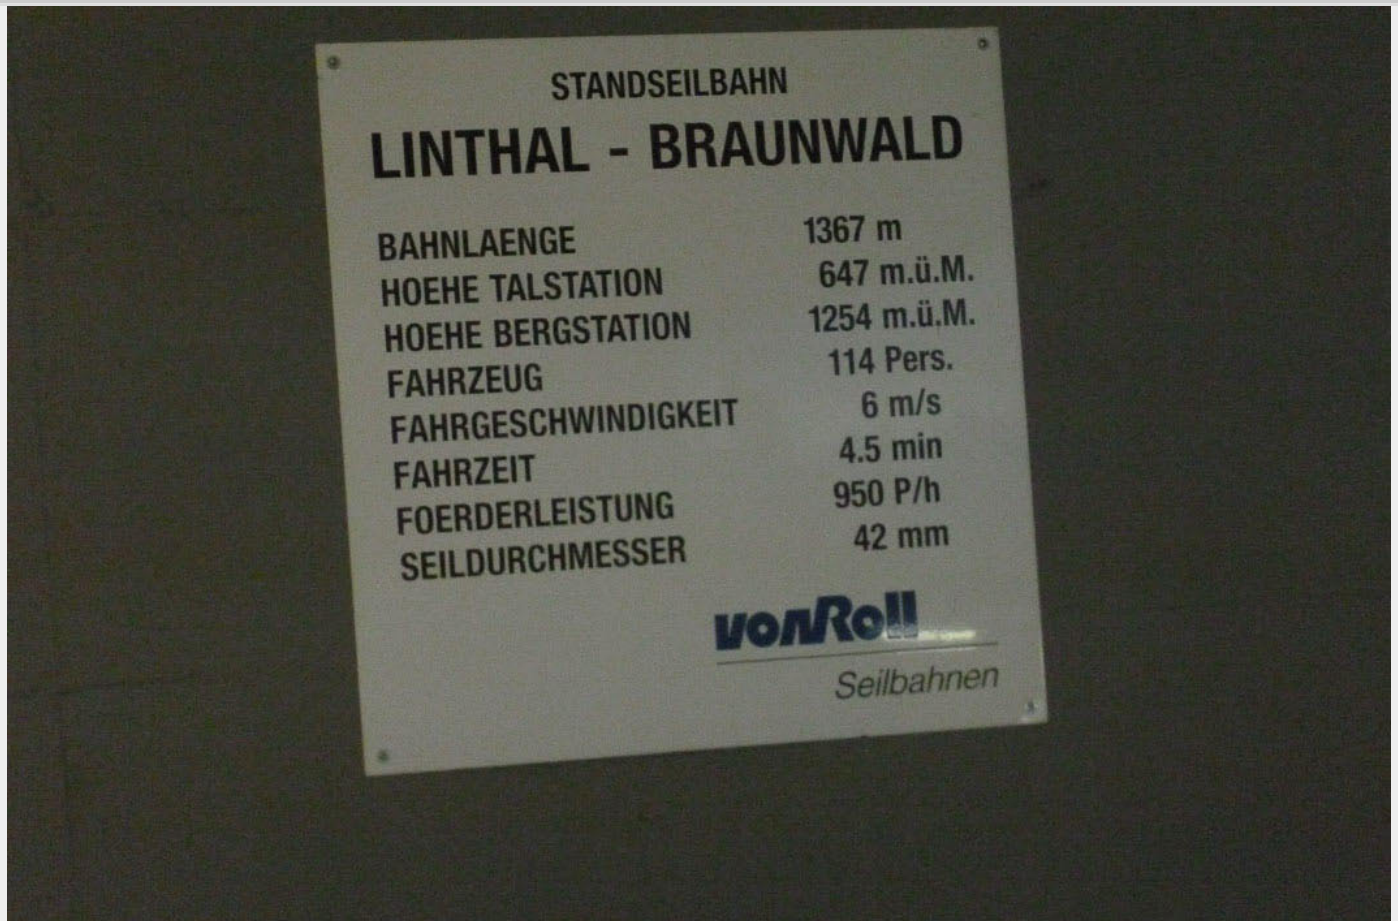 STANDSEILBAHN
LINTHAL - BRAUNWALD
BAHNLAENGE 1367 m
HOEHE TALSTATION 647 m.ü.M.
HOEHE BERGSTATION 1254 m.ü.M.
FAHRZEUG 114 Pers.
FAHRGESCHWINDIGKEIT 6 m/s
FAHRZEIT 4.5 min
FOERDERLEISTUNG 950 P/h
SEILDURCHMESSER 42 mm
vonRoll
Seilbahnen